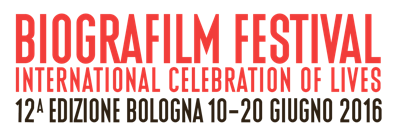 BIOGRAFILM FESTIVAL
INTERNATIONAL CELEBRATION OF LIVES
12ᴬ EDIZIONE BOLOGNA 10–20 GIUGNO 2016